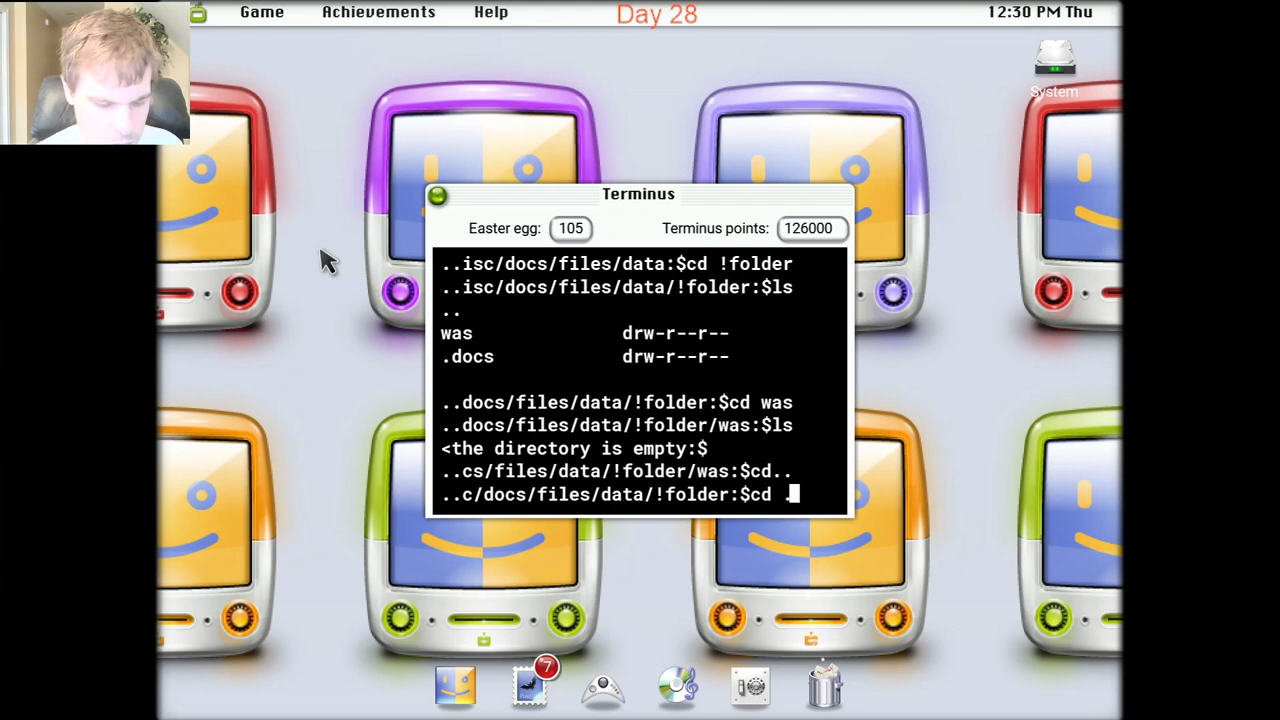 Game Achievements Help Day 28 12:30 PM Thu
System
Terminus
Easter egg: 105 Terminus points: 126000
..isc/docs/files/data:$cd !folder
..isc/docs/files/data/!folder:$ls
..
was drw-r--r--
.docs drw-r--r--
..docs/files/data/!folder:$cd was
..docs/files/data/!folder/was:$ls
<the directory is empty:$
..cs/files/data/!folder/was:$cd..
..c/docs/files/data/!folder:$cd .
7